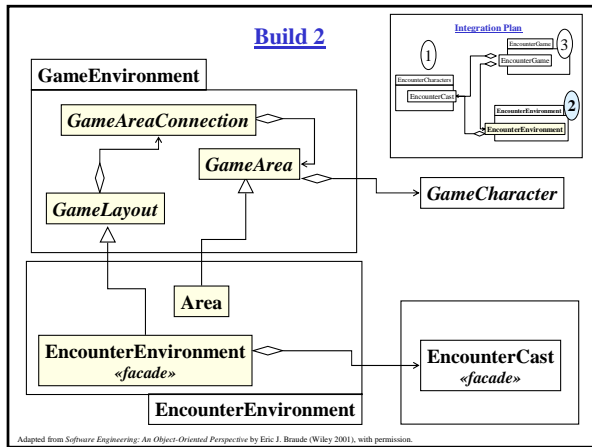 Build 2
Integration Plan
1
EncounterCharacters
EncounterCast
EncounterGame
EncounterGame
3
EncounterEnvironment
2
EncounterEnvironment
GameEnvironment
GameAreaConnection
GameArea
GameLayout
GameCharacter
Area
EncounterEnvironment
«facade»
EncounterEnvironment
EncounterCast
«facade»
Adapted from Software Engineering: An Object-Oriented Perspective by Eric J. Braude (Wiley 2001), with permission.